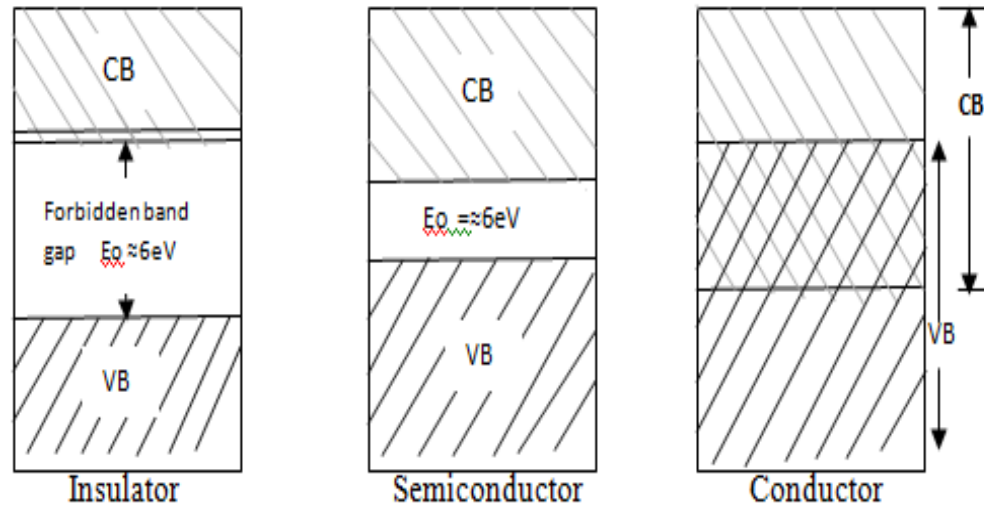 CB
Forbidden band
gap Eo ≈6eV
VB
Insulator
CB
Eo =≈6eV
VB
Semiconductor
CB
VB
Conductor